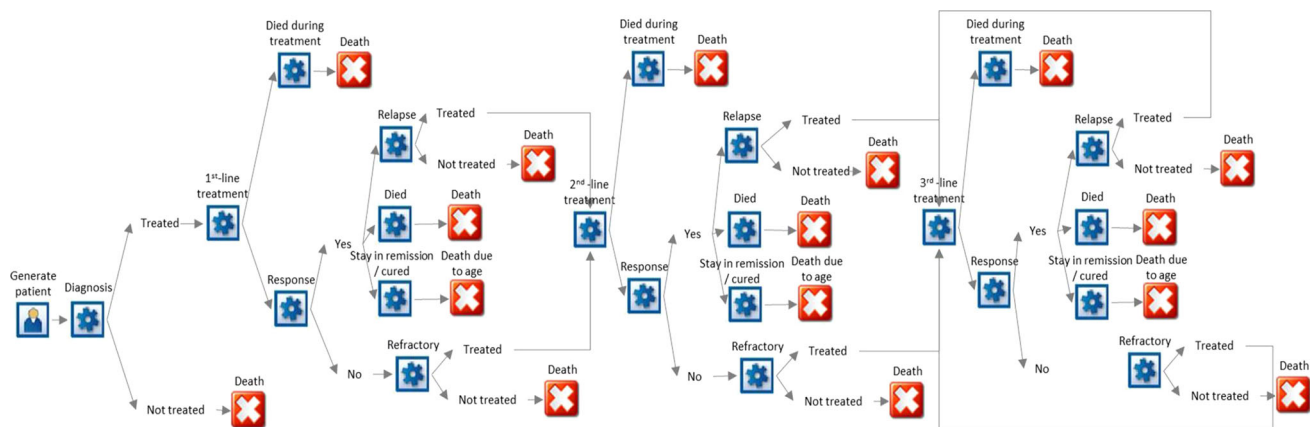 Generate
patient
Diagnosis
Treated
Not treated
Death
1st-line
treatment
Died during
treatment
Death
Response
Yes
No
Relapse
Treated
Not treated
Death
Died
Death
Stay in remission
/ cured
Death due
to age
Refractory
Treated
Not treated
Death
2nd -line
treatment
Died during
treatment
Death
Response
Yes
No
Relapse
Treated
Not treated
Death
Died
Death
Stay in remission
/ cured
Death due
to age
Refractory
Treated
Not treated
Death
3rd -line
treatment
Died during
treatment
Death
Response
Yes
No
Relapse
Treated
Not treated
Death
Died
Death
Stay in remission
/ cured
Death due
to age
Refractory
Treated
Not treated
Death